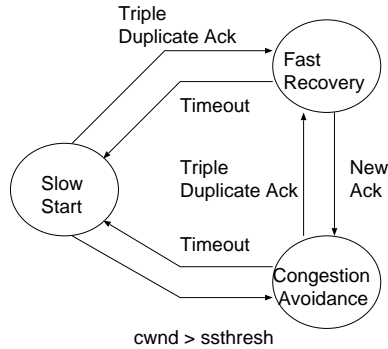 Triple
Duplicate Ack
Fast
Recovery
Timeout
Triple
Duplicate Ack
New
Ack
Slow
Start
Timeout
Congestion
Avoidance
cwnd > ssthresh